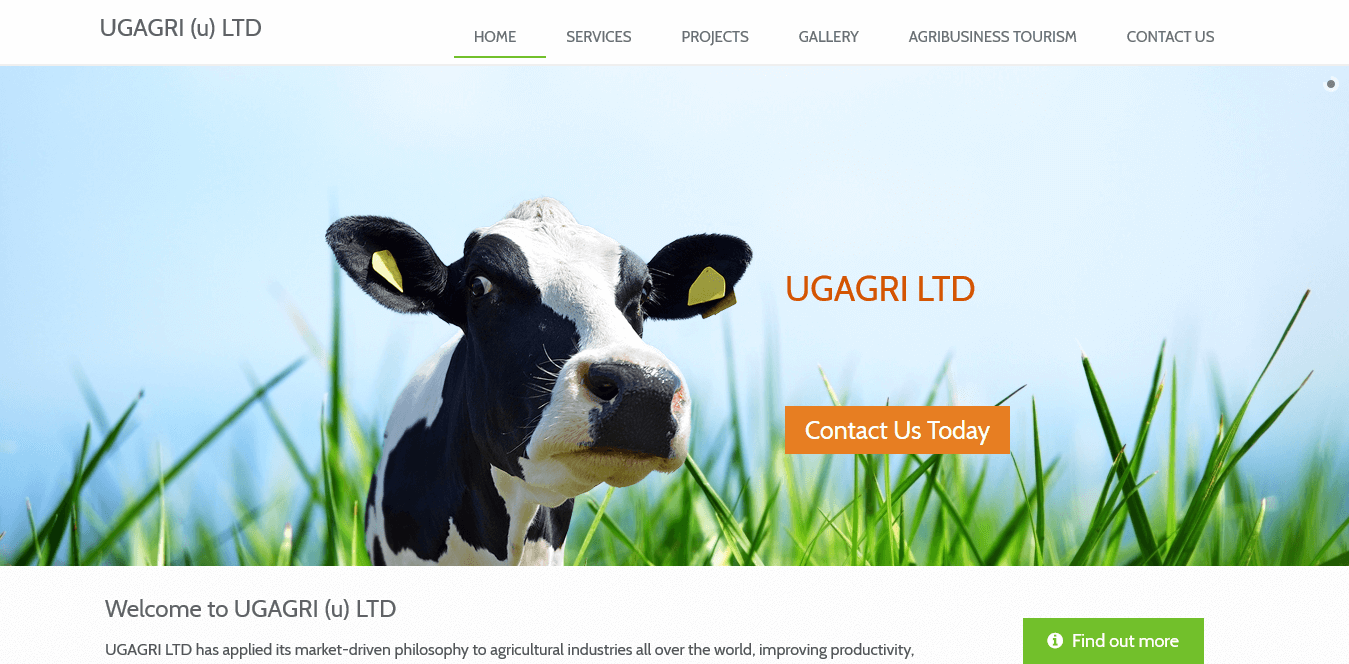 UGAGRI (u) LTD
HOME SERVICES PROJECTS GALLERY AGRIBUSINESS TOURISM CONTACT US
UGAGRI LTD
Contact Us Today
Welcome to UGAGRI (u) LTD
UGAGRI LTD has applied its market-driven philosophy to agricultural industries all over the world, improving productivity,
Find out more